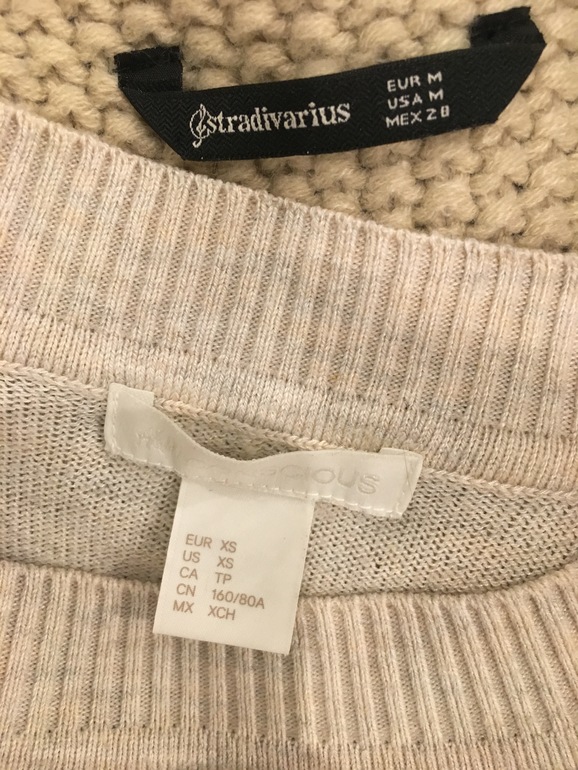 Stradivarius
EUR M
USA M
MEX 28
EUR XS
US XS
CA TP
CN 160/80A
MX XCH